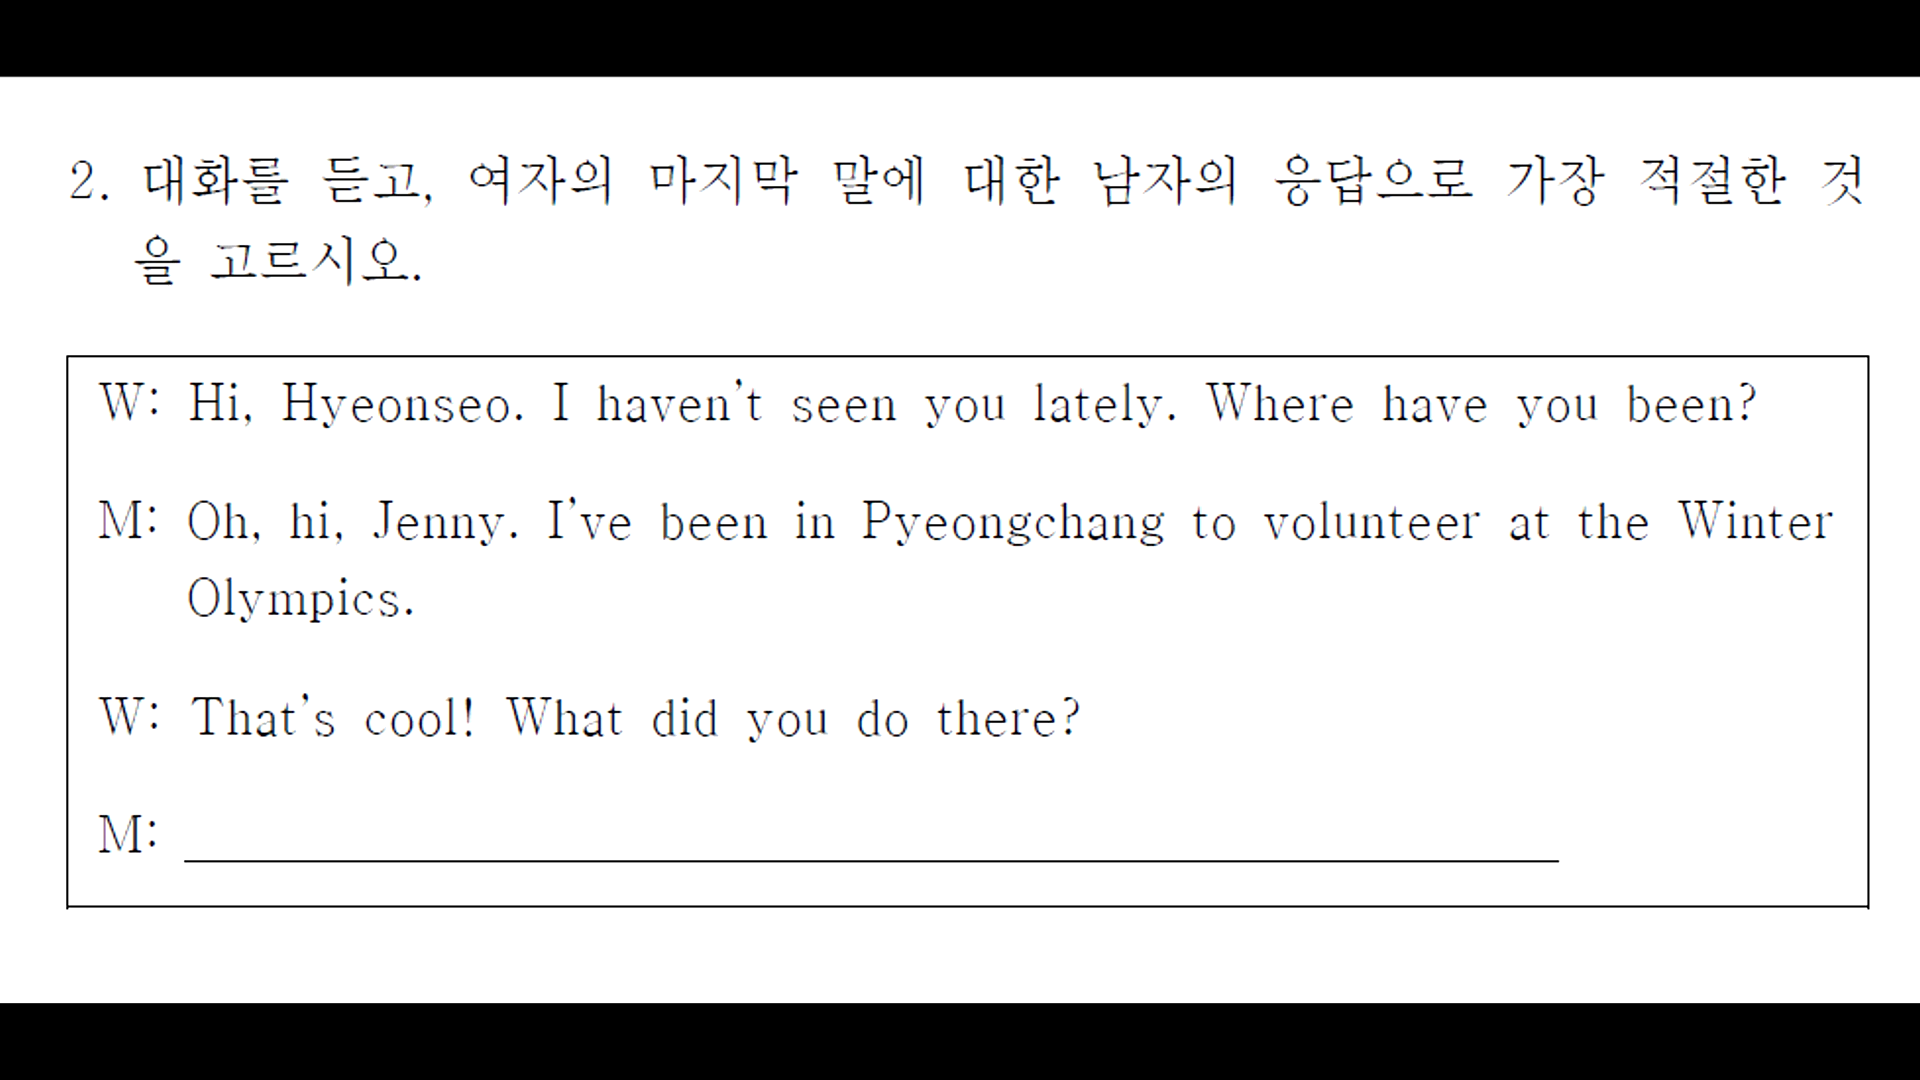 2. 대화를 듣고, 여자의 마지막 말에 대한 남자의 응답으로 가장 적절한 것
을 고르시오.
W: Hi, Hyeonseo. I haven't seen you lately. Where have you been?
M: Oh, hi, Jenny. I've been in Pyeongchang to volunteer at the Winter
Olympics.
W: That's cool! What did you do there?
M: